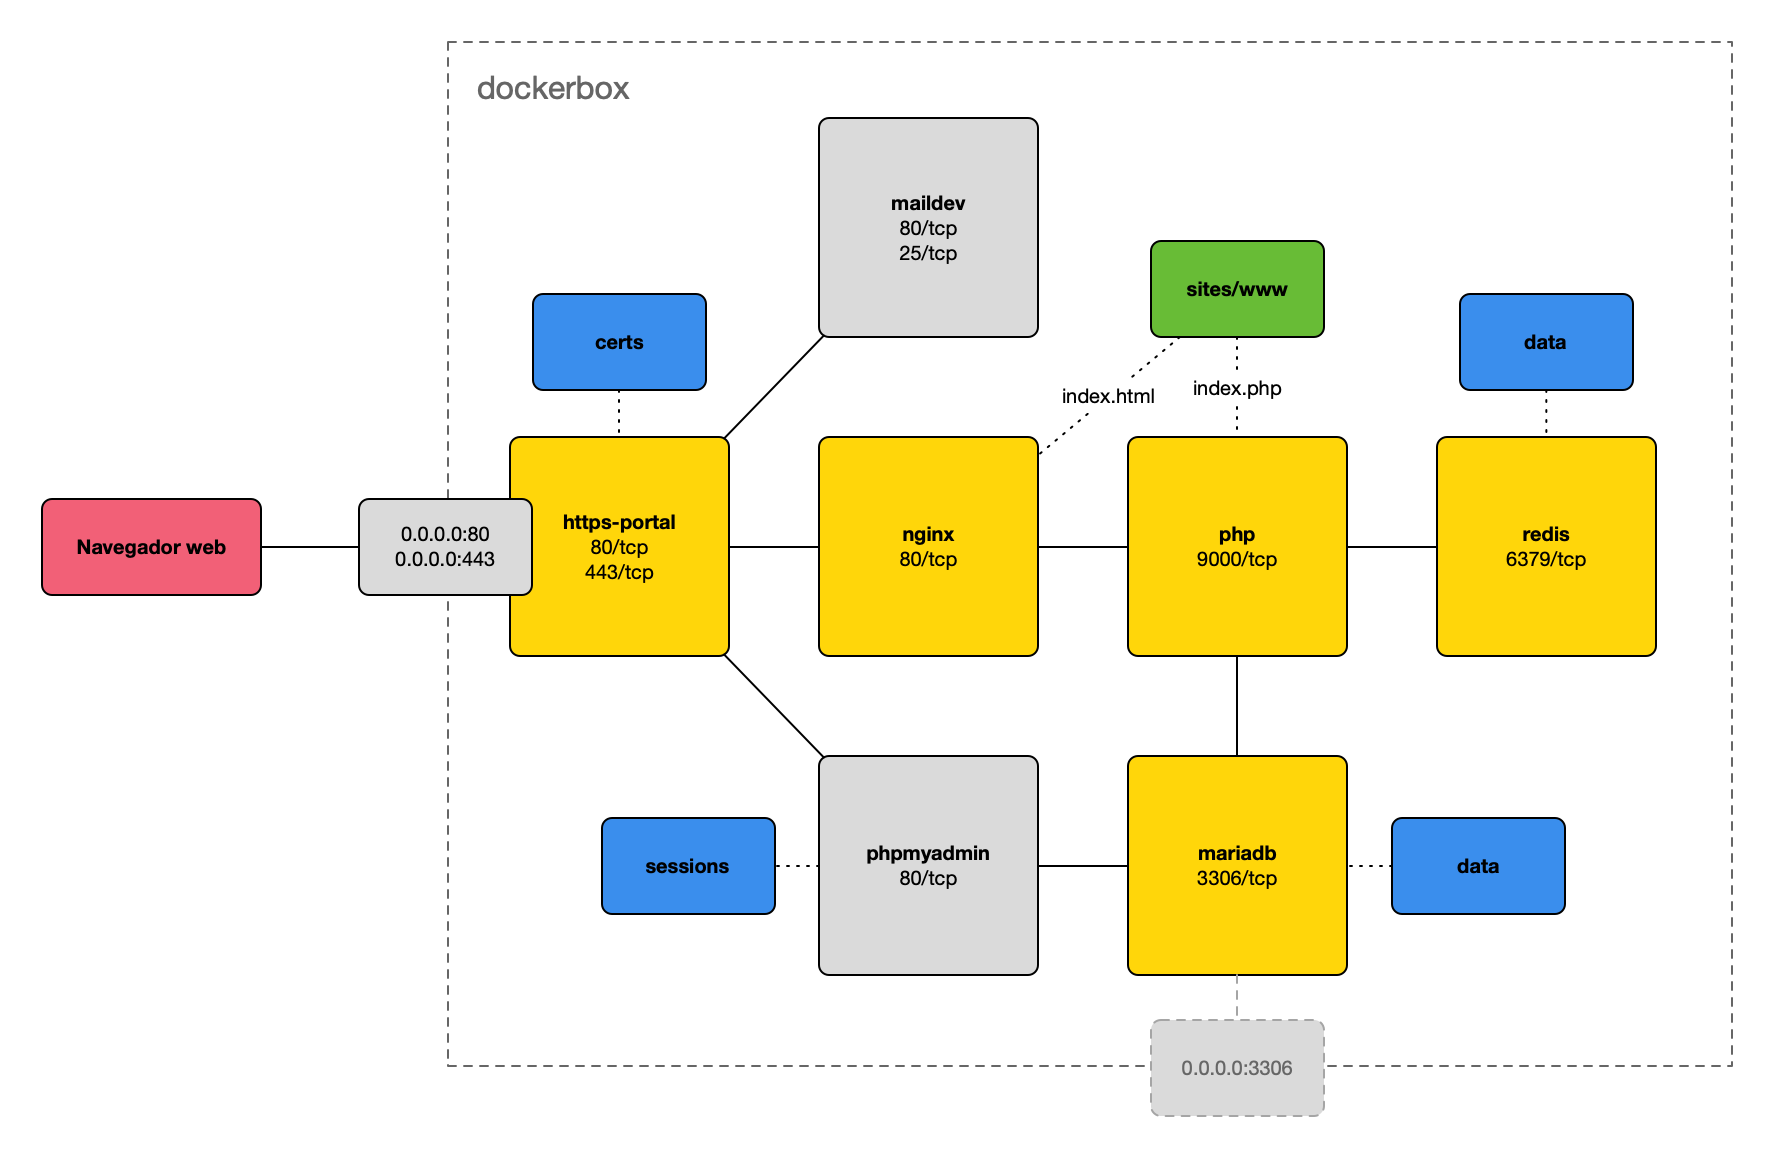 dockerbox
maildev
80/tcp
25/tcp
sites/www
certs
data
index.html
index.php
Navegador web
0.0.0.0:80
0.0.0.0:443
https-portal
80/tcp
443/tcp
nginx
80/tcp
php
9000/tcp
redis
6379/tcp
sessions
phpmyadmin
80/tcp
mariadb
3306/tcp
data
0.0.0.0:3306